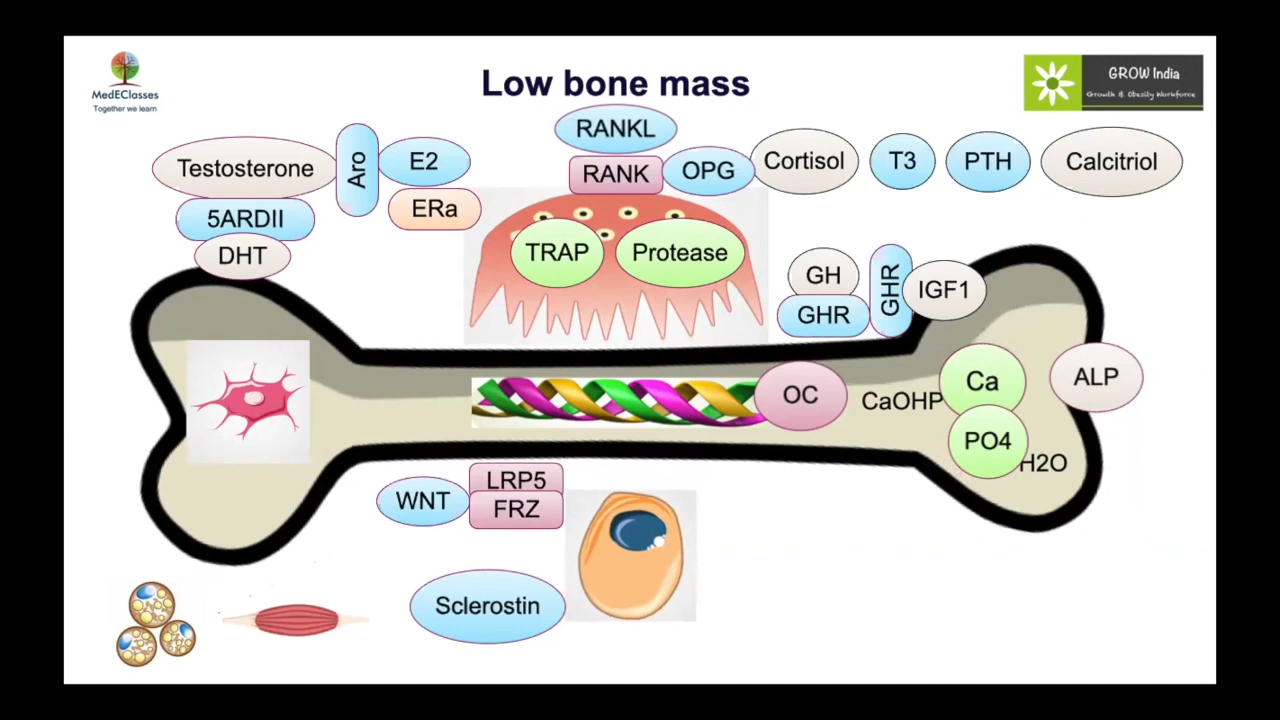 MedEClasses
Together we learn
Low bone mass
GROW India
Growth & Obesity Workforce
RANKL
Testosterone
Aro
E2
RANK
OPG
Cortisol
T3
PTH
Calcitriol
5ARDII
ERa
DHT
TRAP
Protease
GH
GHR
GHR
IGF1
OC
CaOHP
Ca
ALP
PO4
H2O
WNT
LRP5
FRZ
Sclerostin